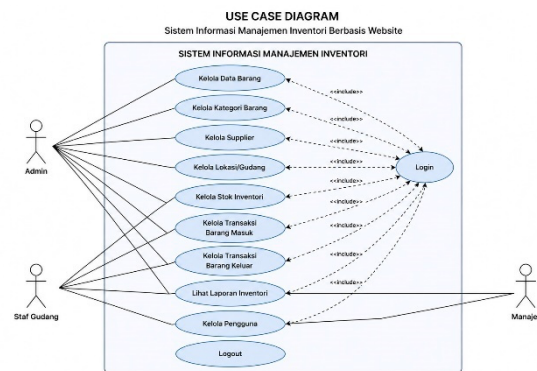 USE CASE DIAGRAM
Sistem Informasi Manajemen Inventori Berbasis Website
SISTEM INFORMASI MANAJEMEN INVENTORI
Kelola Data Barang
<<include>>
Kelola Kategori Barang
<<include>>
Kelola Supplier
<<include>>
Admin
Kelola Lokasi/Gudang
<<include>>
Login
Kelola Stok Inventori
<<include>>
Kelola Transaksi
Barang Masuk
<<include>>
Kelola Transaksi
Barang Keluar
<<include>>
Staf Gudang
Lihat Laporan Inventori
<<include>>
Manaje
Kelola Pengguna
Logout